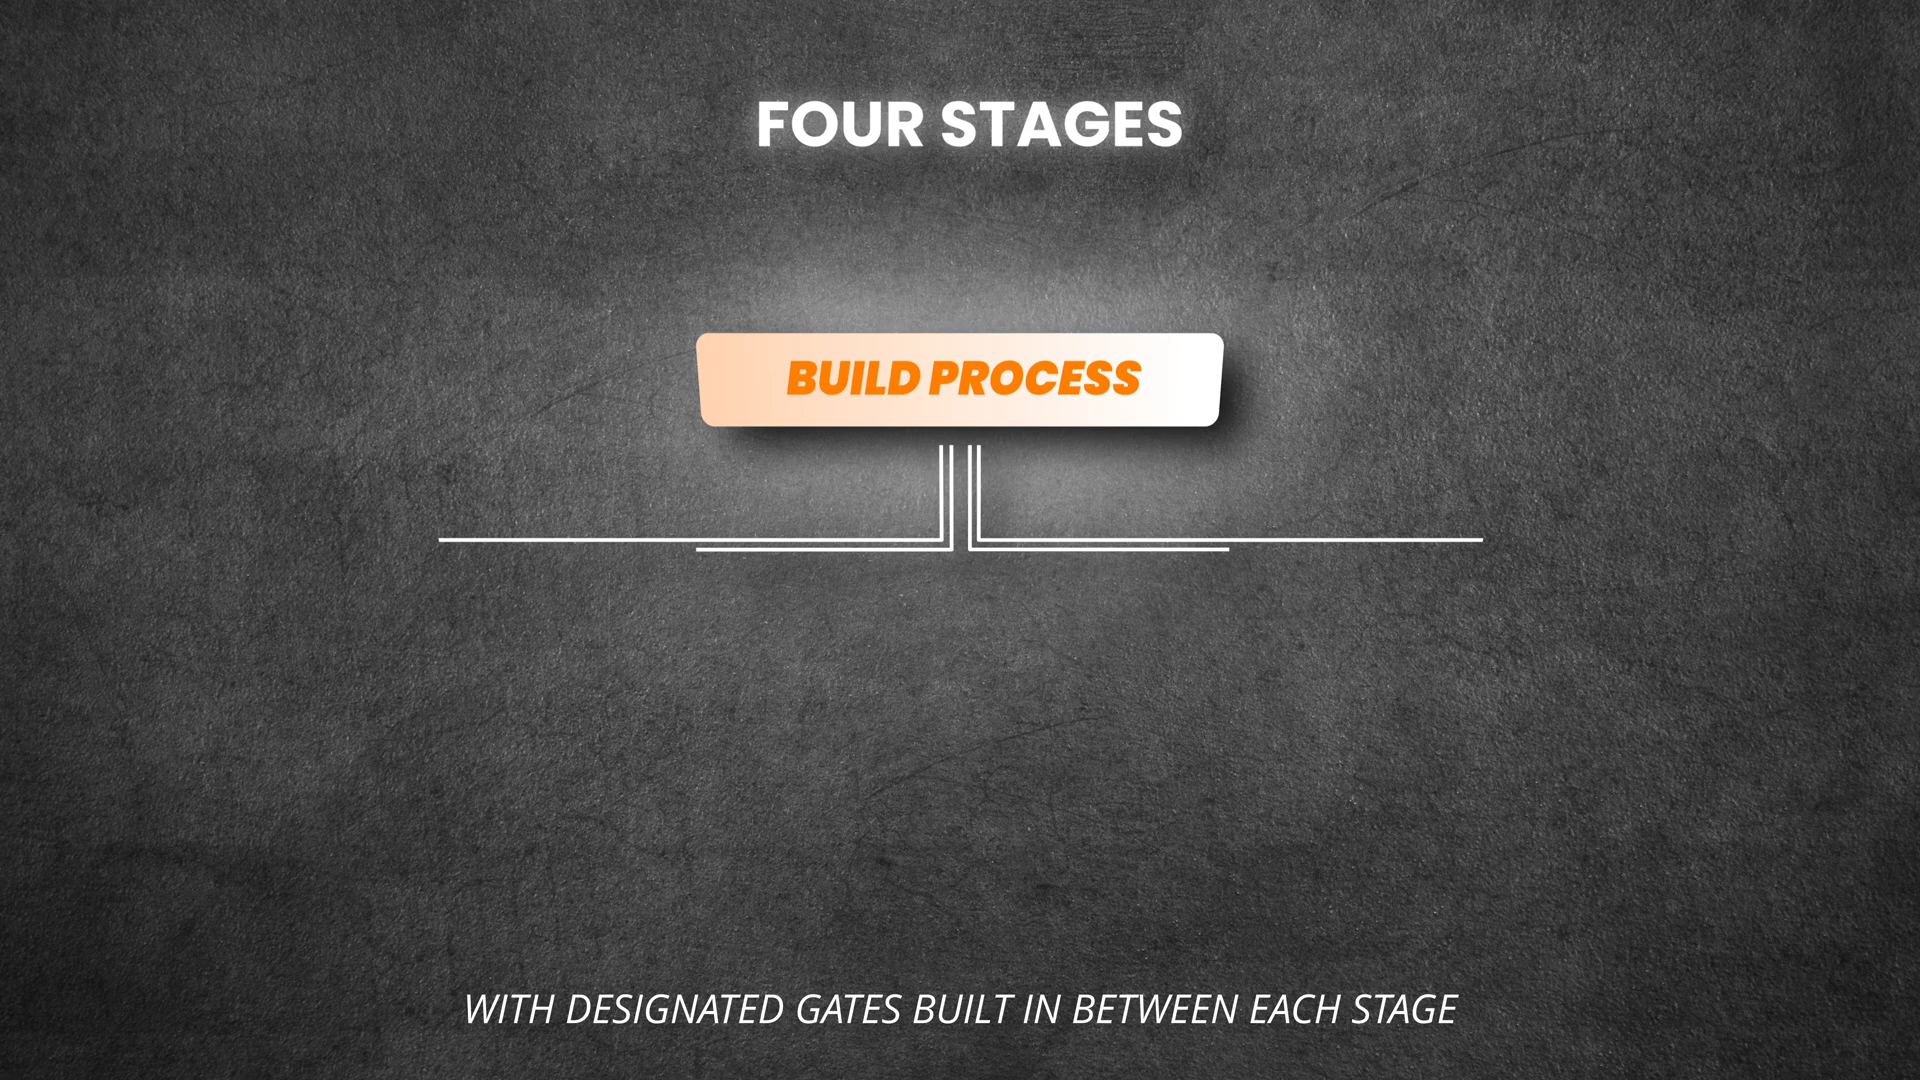 FOUR STAGES
BUILD PROCESS
WITH DESIGNATED GATES BUILT IN BETWEEN EACH STAGE